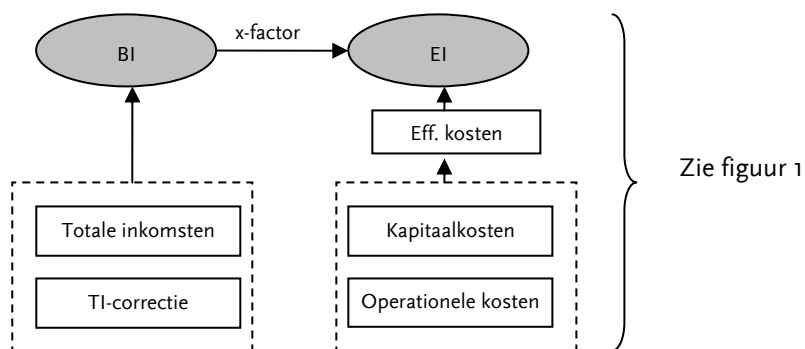 x-factor
BI
EI
Eff. kosten
Zie figuur 1
Totale inkomsten
Kapitaalkosten
TI-correctie
Operationele kosten